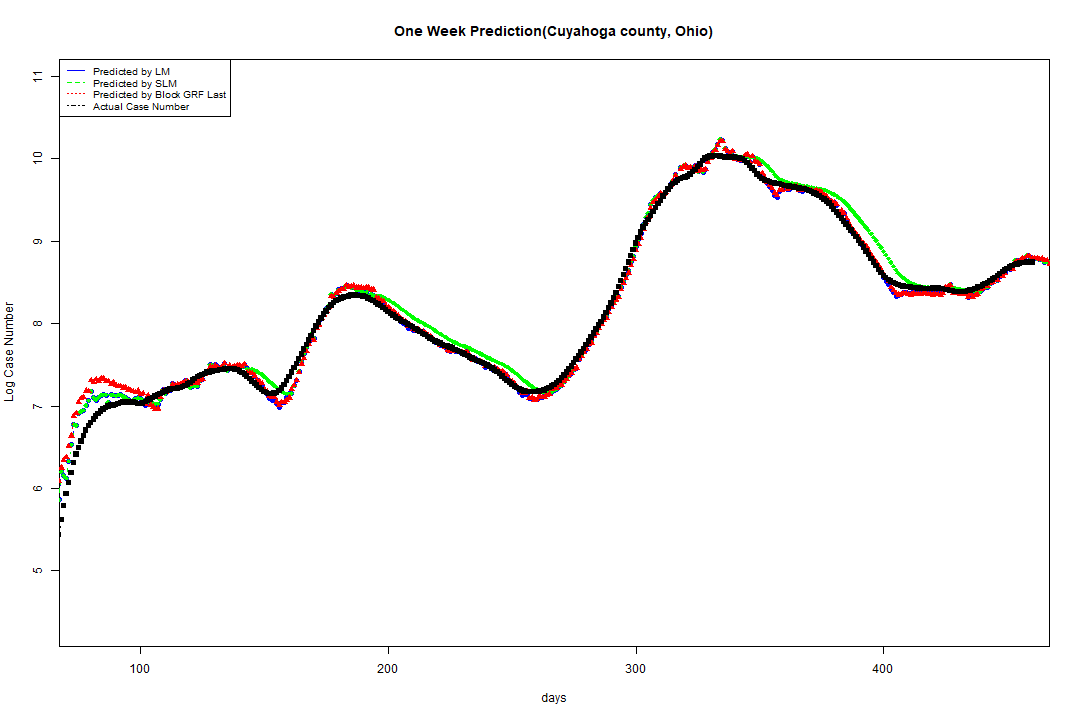 One Week Prediction(Cuyahoga county, Ohio)
Predicted by LM
Predicted by SLM
Predicted by Block GRF Last
Actual Case Number
11
10
9
8
7
6
5
Log Case Number
100
200
300
400
days